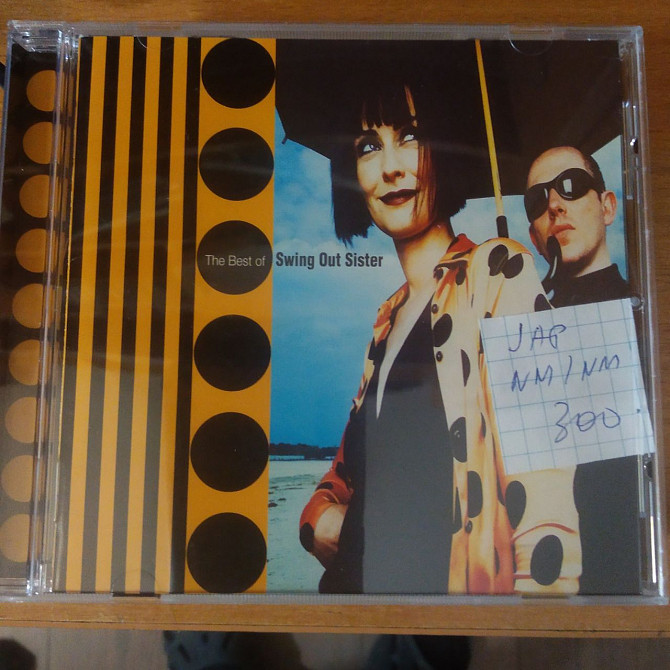 The Best of Swing Out Sister
JAP
NM/NM
300